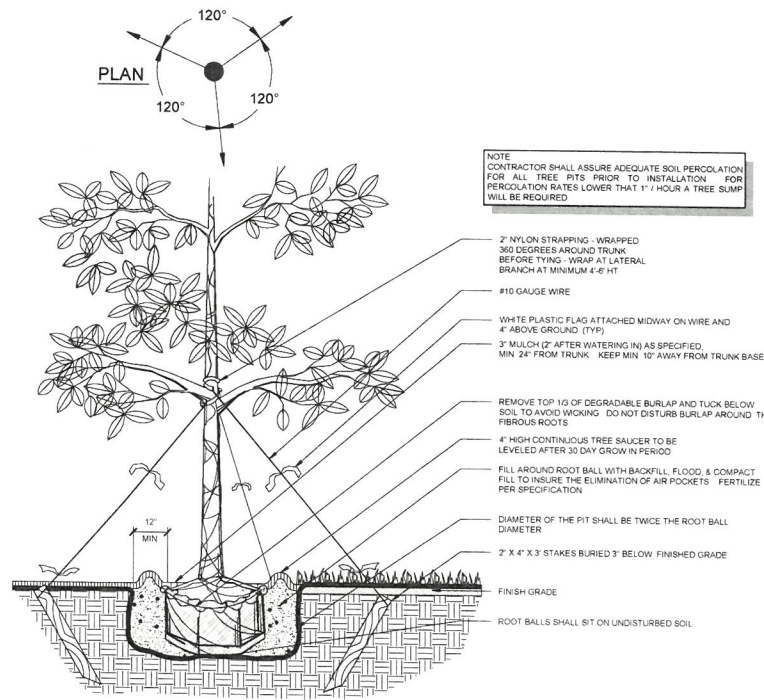 120°
PLAN
120°
120°
NOTE
CONTRACTOR SHALL ASSURE ADEQUATE SOIL PERCOLATION
FOR ALL TREE PITS PRIOR TO INSTALLATION FOR
PERCOLATION RATES LOWER THAT 1" / HOUR A TREE SUMP
WILL BE REQUIRED
2" NYLON STRAPPING - WRAPPED
360 DEGREES AROUND TRUNK
BEFORE TYING - WRAP AT LATERAL
BRANCH AT MINIMUM 4'-6' HT
#10 GAUGE WIRE
WHITE PLASTIC FLAG ATTACHED MIDWAY ON WIRE AND
4" ABOVE GROUND (TYP)
3" MULCH (2" AFTER WATERING IN) AS SPECIFIED,
MIN 24" FROM TRUNK KEEP MIN 10" AWAY FROM TRUNK BASE
REMOVE TOP 1/3 OF DEGRADABLE BURLAP AND TUCK BELOW
SOIL TO AVOID WICKING DO NOT DISTURB BURLAP AROUND
FIBROUS ROOTS
4" HIGH CONTINUOUS TREE SAUCER TO BE
LEVELED AFTER 30 DAY GROW IN PERIOD
FILL AROUND ROOT BALL WITH BACKFILL, FLOOD, & COMPACT
FILL TO INSURE THE ELIMINATION OF AIR POCKETS FERTILIZE
PER SPECIFICATION
12"
MIN
DIAMETER OF THE PIT SHALL BE TWICE THE ROOT BALL
DIAMETER
2" X 4" X 3' STAKES BURIED 3" BELOW FINISHED GRADE
FINISH GRADE
ROOT BALLS SHALL SIT ON UNDISTURBED SOIL